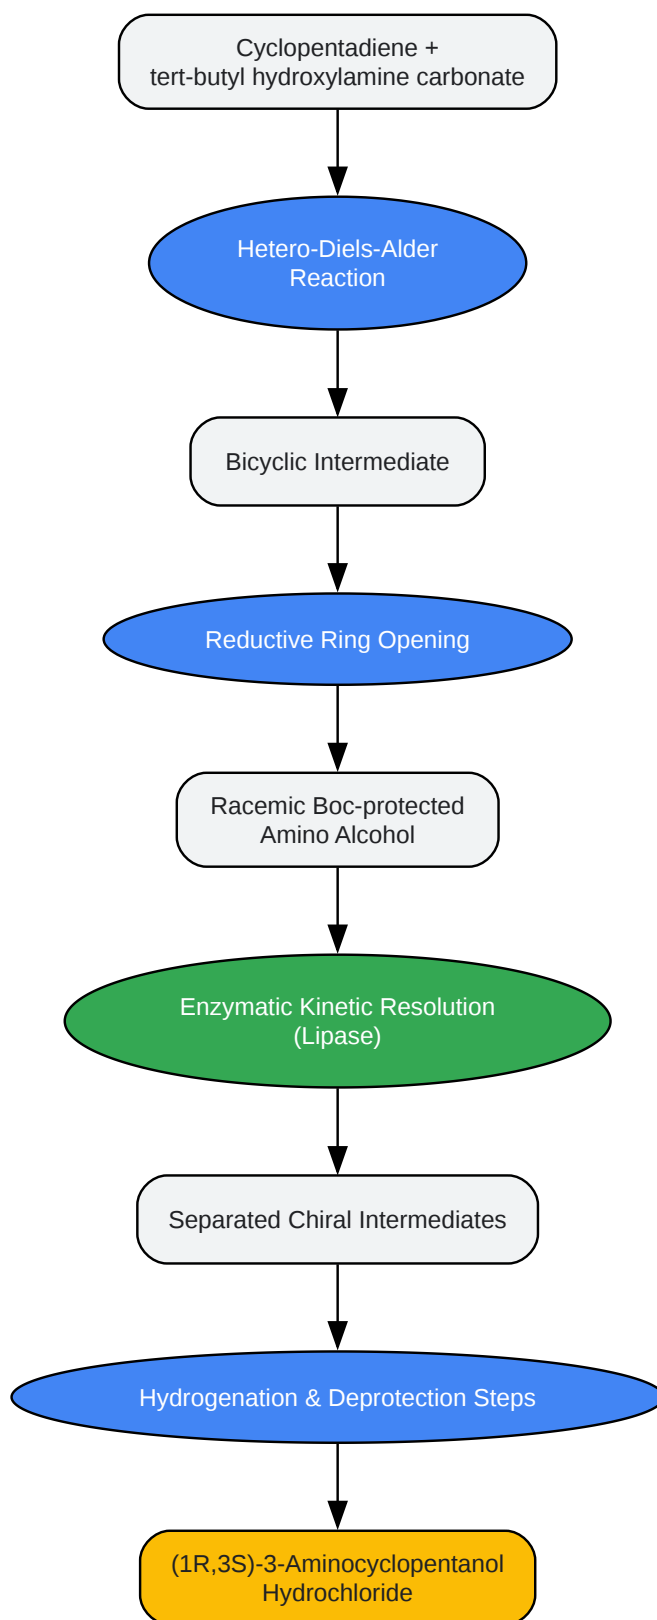 Cyclopentadiene +
tert-butyl hydroxylamine carbonate
Hetero-Diels-Alder
Reaction
Bicyclic Intermediate
Reductive Ring Opening
Racemic Boc-protected
Amino Alcohol
Enzymatic Kinetic Resolution
(Lipase)
Separated Chiral Intermediates
Hydrogenation & Deprotection Steps
(1R,3S)-3-Aminocyclopentanol
Hydrochloride